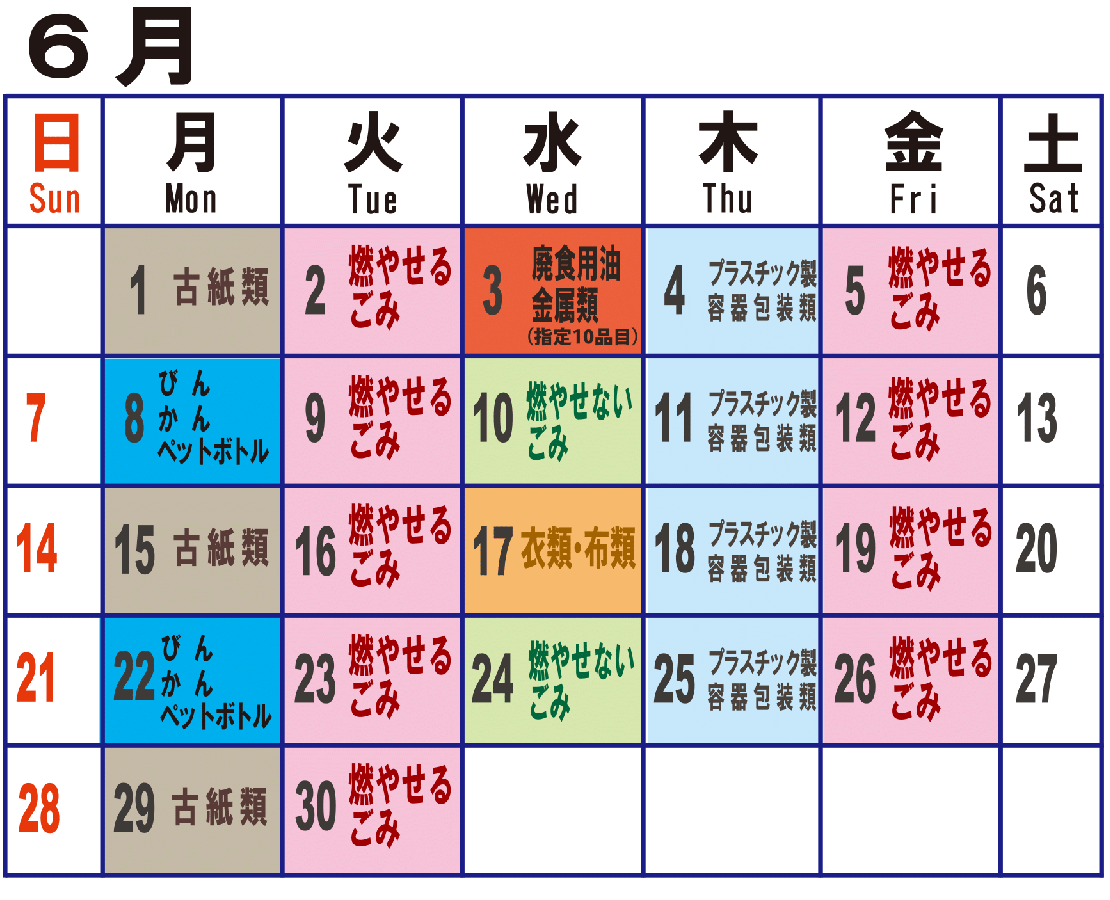 6月
日 月 火 水 木 金 土
Sun Mon Tue Wed Thu Fri Sat
1 古紙類
2 燃やせる
ごみ
3 廃食用油
金属類
(指定10品目)
4 プラスチック製
容器包装類
5 燃やせる
ごみ
6
7
8 びん
かん
ペットボトル
9 燃やせる
ごみ
10 燃やせない
ごみ
11 プラスチック製
容器包装類
12 燃やせる
ごみ
13
14
15 古紙類
16 燃やせる
ごみ
17 衣類・布類
18 プラスチック製
容器包装類
19 燃やせる
ごみ
20
21
22 びん
かん
ペットボトル
23 燃やせる
ごみ
24 燃やせない
ごみ
25 プラスチック製
容器包装類
26 燃やせる
ごみ
27
28
29 古紙類
30 燃やせる
ごみ